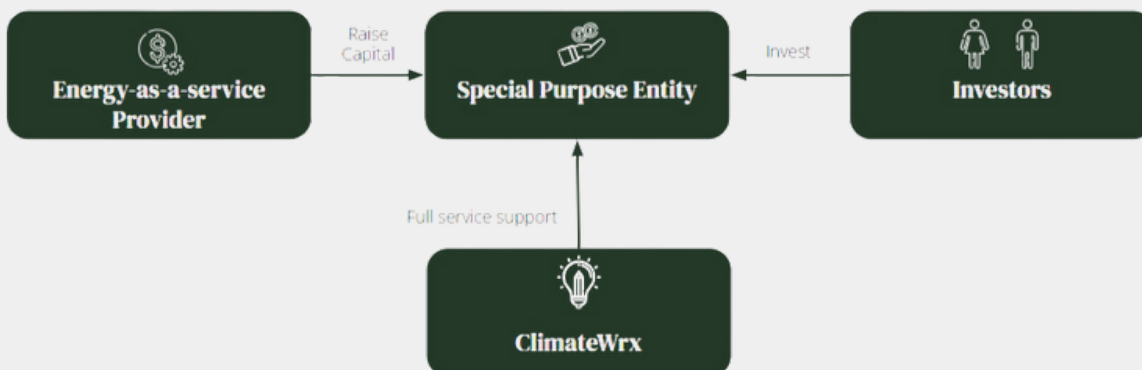 Raise
Capital
Energy-as-a-service
Provider
Special Purpose Entity
Invest
Investors
Full service support
ClimateWrx